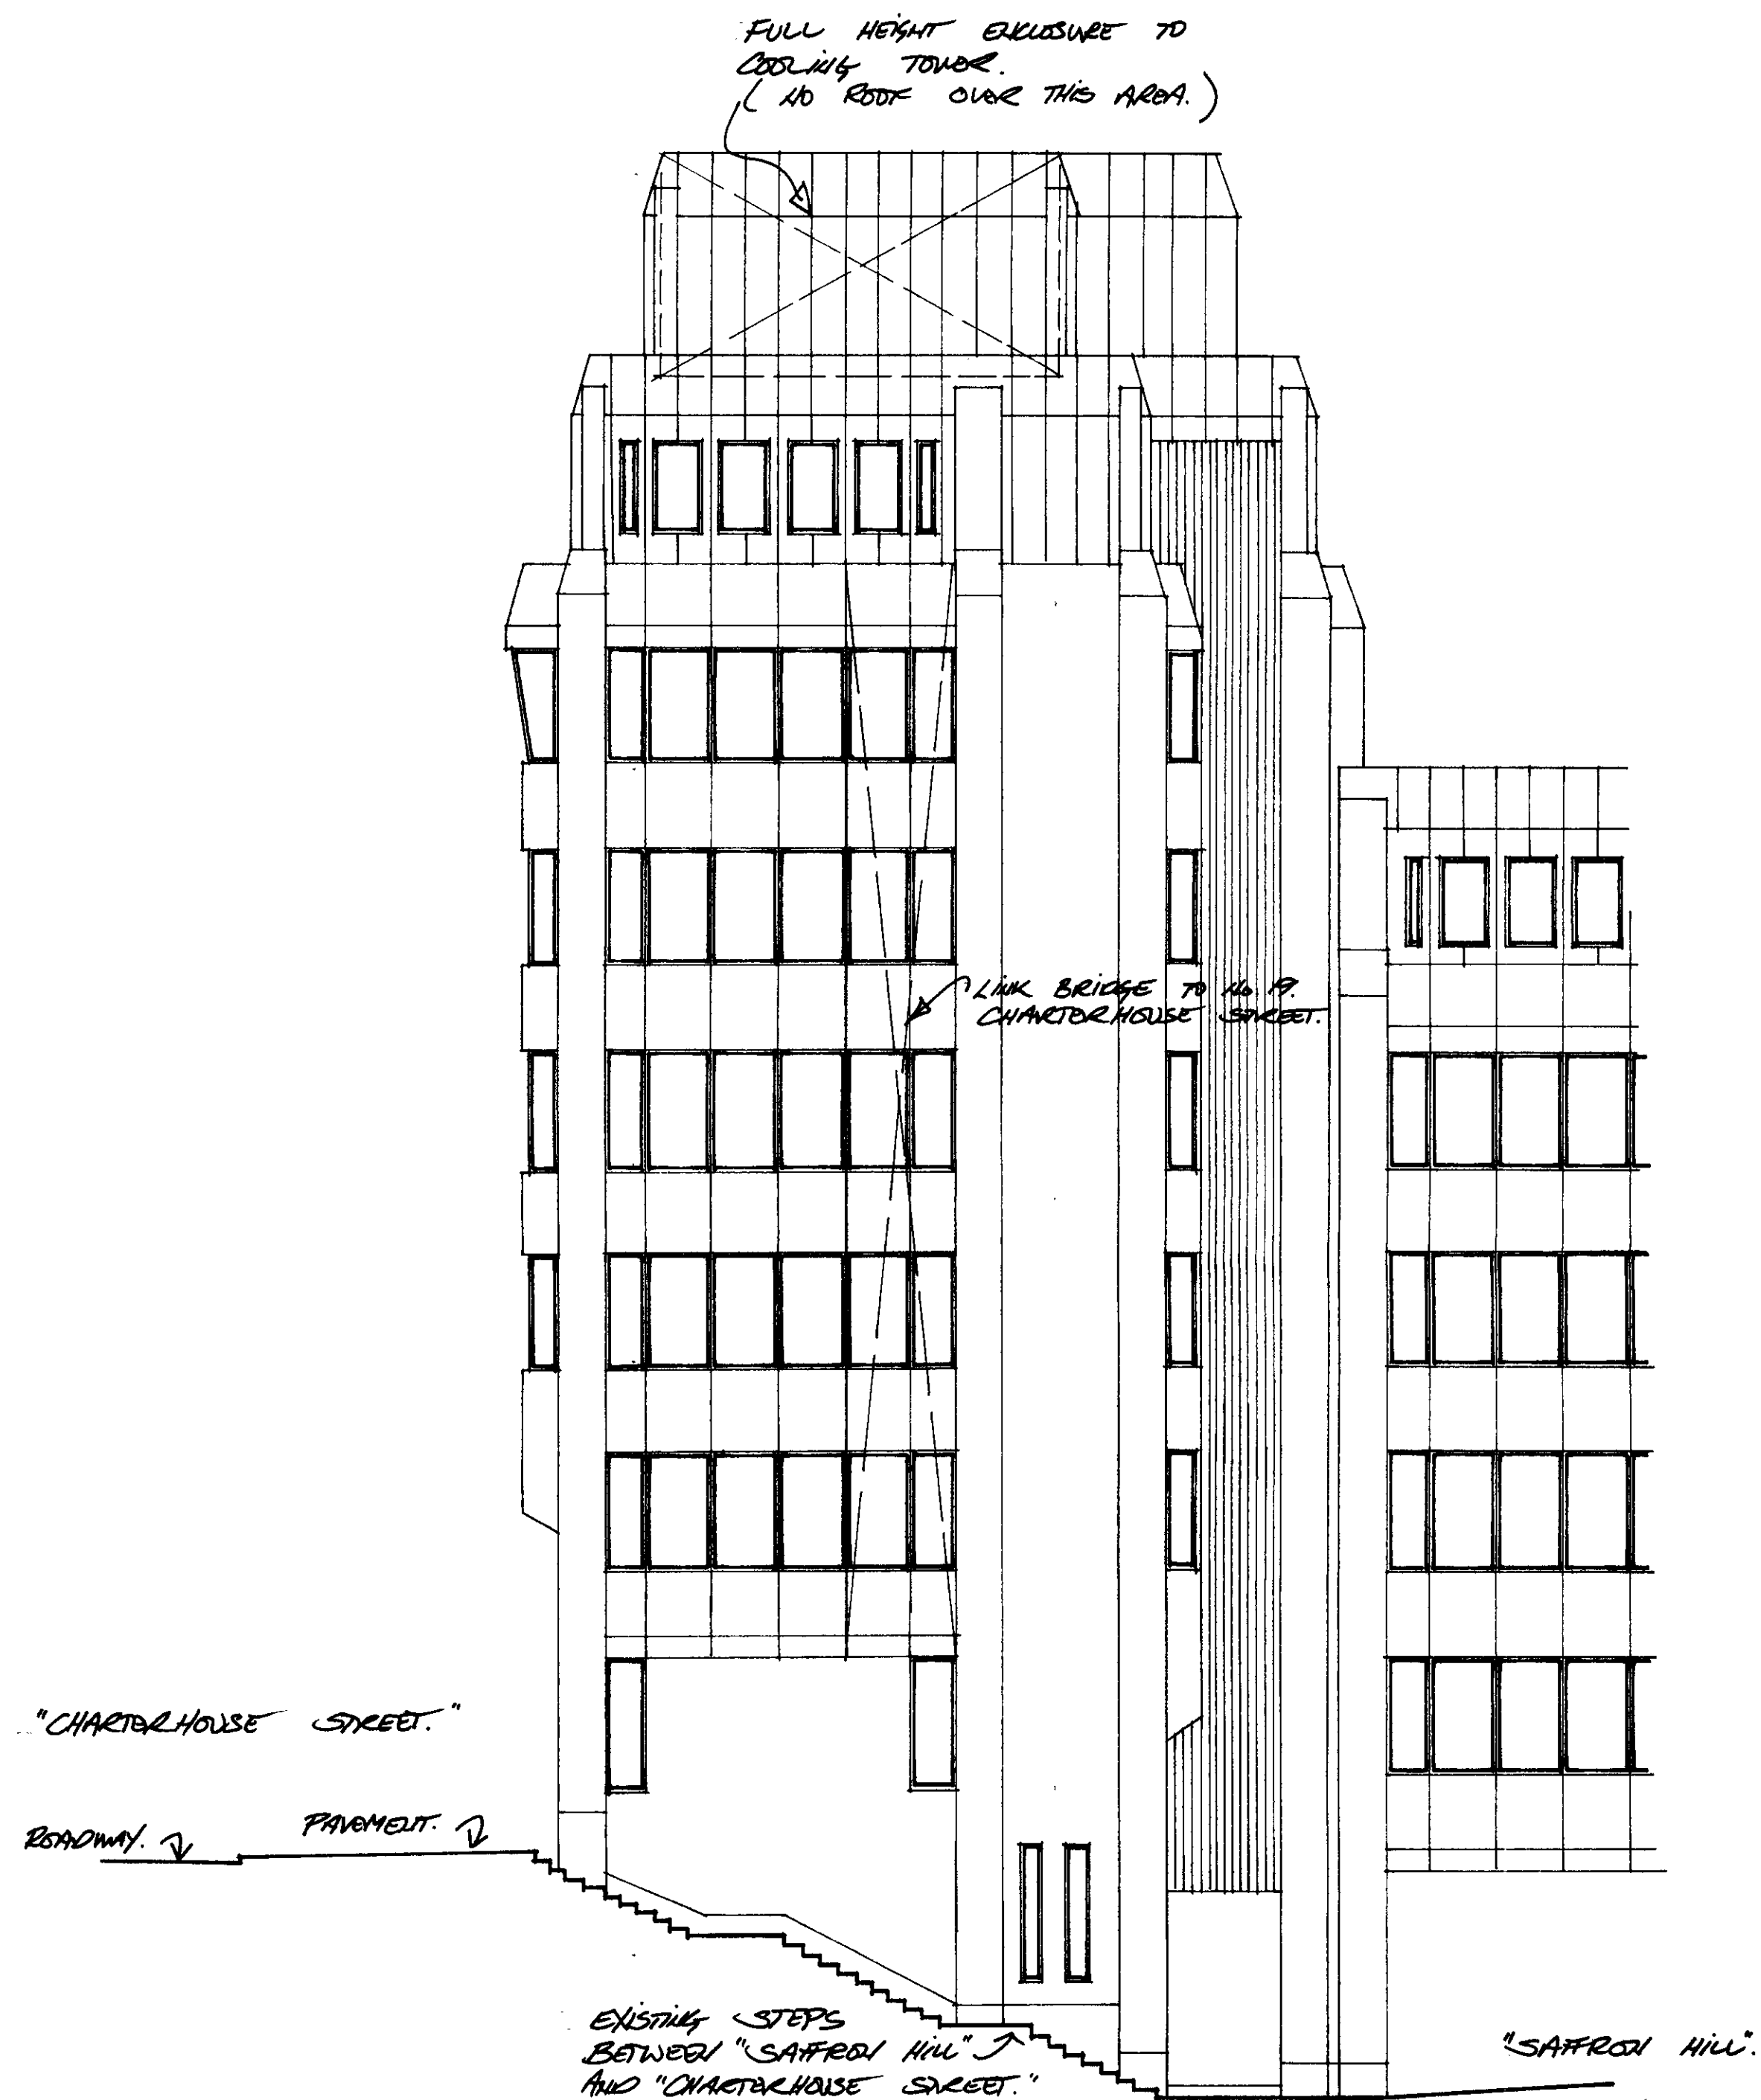 FULL HEIGHT ENCLOSURE TO
COOLING TOWER.
( NO ROOF OVER THIS AREA. )
LINK BRIDGE TO No 19.
CHARTERHOUSE STREET.
"CHARTERHOUSE STREET."
ROADWAY.
PAVEMENT.
EXISTING STEPS
BETWEEN "SAFFRON HILL"
AND "CHARTERHOUSE STREET."
"SAFFRON HILL".